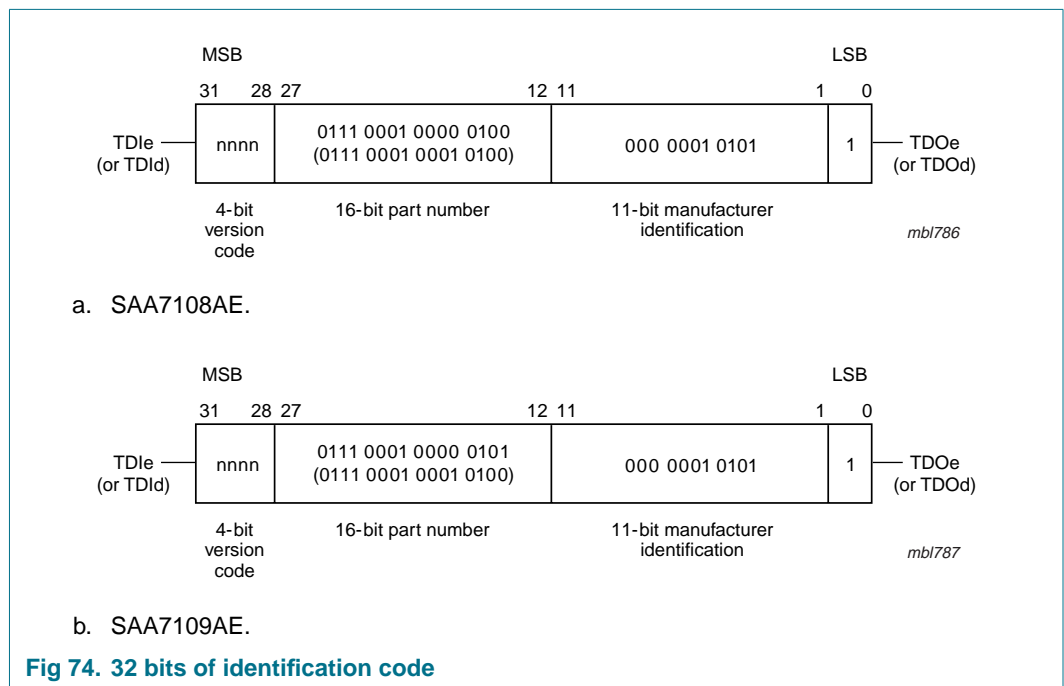 MSB LSB
31 28 27 12 11 1 0
TDIe (or TDId)
nnnn
0111 0001 0000 0100
(0111 0001 0001 0100)
000 0001 0101
1
TDOe (or TDOd)
4-bit version code
16-bit part number
11-bit manufacturer identification
mbl786
a. SAA7108AE.
MSB LSB
31 28 27 12 11 1 0
TDIe (or TDId)
nnnn
0111 0001 0000 0101
(0111 0001 0001 0100)
000 0001 0101
1
TDOe (or TDOd)
4-bit version code
16-bit part number
11-bit manufacturer identification
mbl787
b. SAA7109AE.
Fig 74. 32 bits of identification code